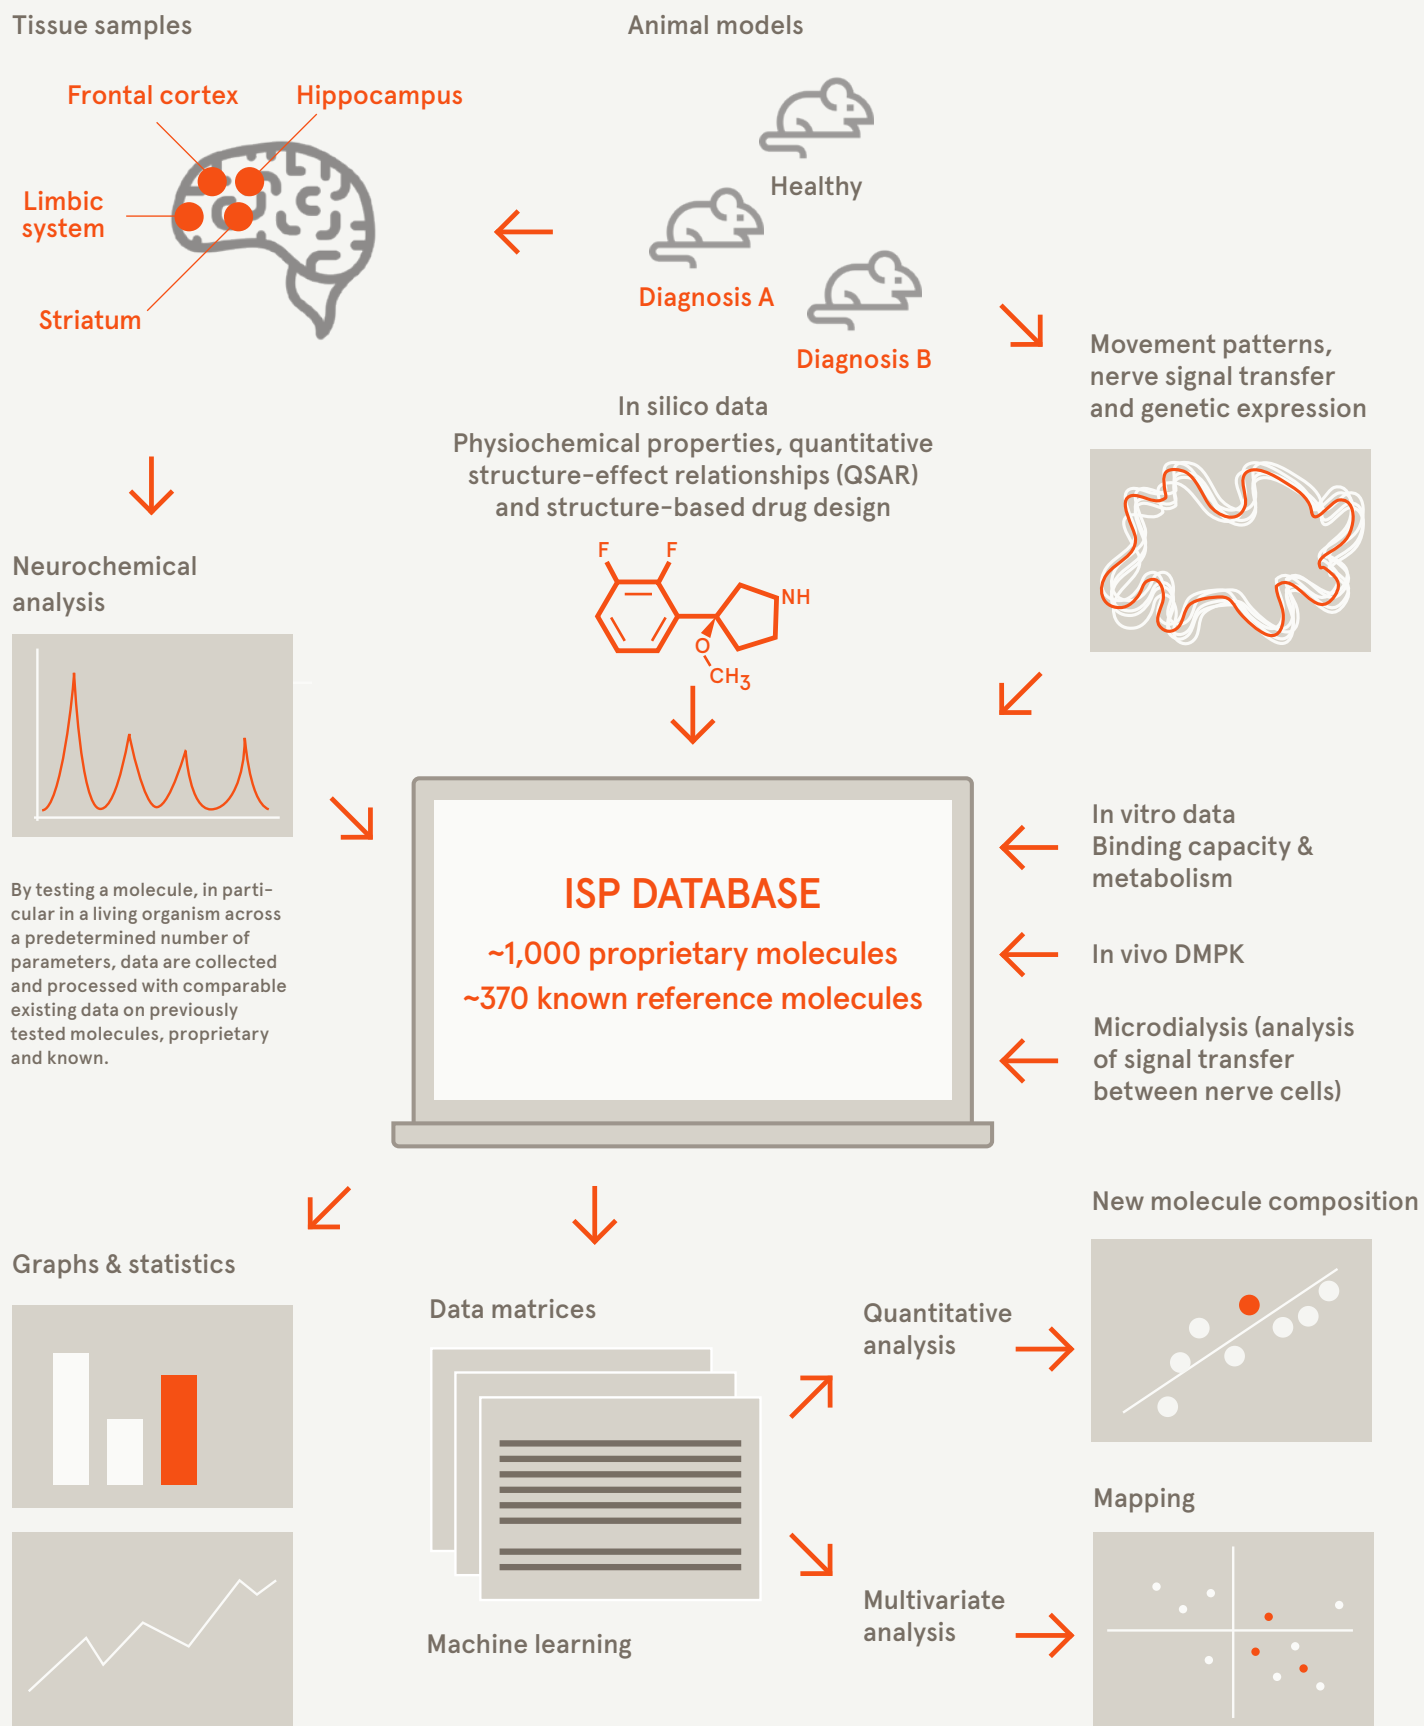 Tissue samples
Animal models
Frontal cortex
Hippocampus
Limbic
system
Striatum
Healthy
Diagnosis A
Diagnosis B
Movement patterns,
nerve signal transfer
and genetic expression
In silico data
Physiochemical properties, quantitative
structure-effect relationships (QSAR)
and structure-based drug design
F
F
NH
O
CH3
Neurochemical
analysis
By testing a molecule, in parti-
cular in a living organism across
a predetermined number of
parameters, data are collected
and processed with comparable
existing data on previously
tested molecules, proprietary
and known.
ISP DATABASE
~1,000 proprietary molecules
~370 known reference molecules
In vitro data
Binding capacity &
metabolism
In vivo DMPK
Microdialysis (analysis
of signal transfer
between nerve cells)
Graphs & statistics
Data matrices
Machine learning
Quantitative
analysis
New molecule composition
Multivariate
analysis
Mapping